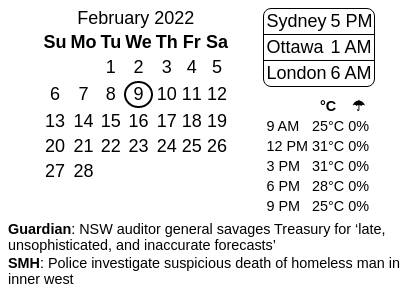 February 2022
Su Mo Tu We Th Fr Sa
1 2 3 4 5
6 7 8 9 10 11 12
13 14 15 16 17 18 19
20 21 22 23 24 25 26
27 28
Sydney 5 PM
Ottawa 1 AM
London 6 AM
°C ☂
9 AM 25°C 0%
12 PM 31°C 0%
3 PM 31°C 0%
6 PM 28°C 0%
9 PM 25°C 0%
Guardian: NSW auditor general savages Treasury for ‘late,
unsophisticated, and inaccurate forecasts’
SMH: Police investigate suspicious death of homeless man in
inner west